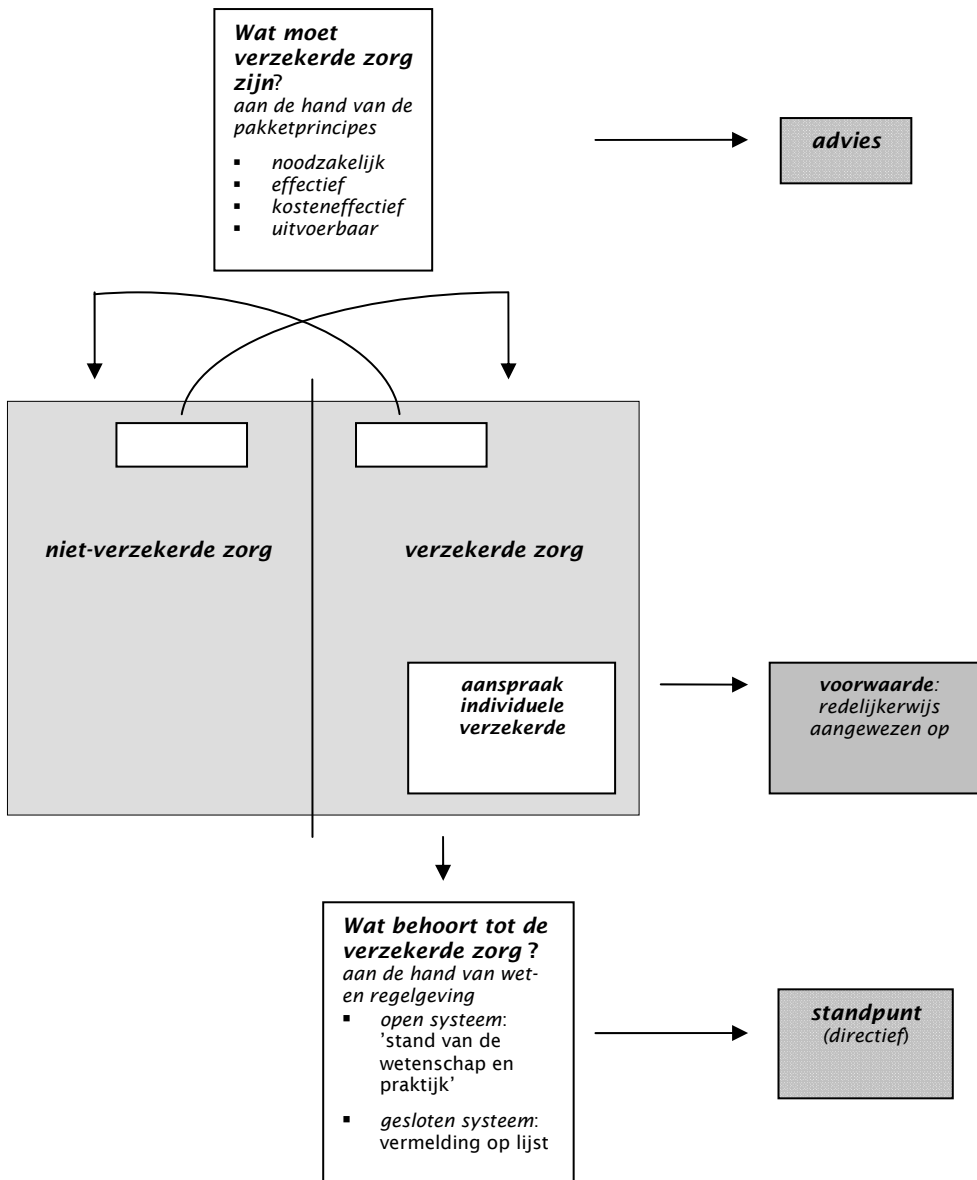 Wat moet
verzekerde zorg
zijn?
aan de hand van de
pakketprincipes
▪ noodzakelijk
▪ effectief
▪ kosteneffectief
▪ uitvoerbaar
advies
niet-verzekerde zorg
verzekerde zorg
aanspraak
individuele
verzekerde
voorwaarde:
redelijkerwijs
aangewezen op
Wat behoort tot de
verzekerde zorg ?
aan de hand van wet-
en regelgeving
▪ open systeem:
’stand van de
wetenschap en
praktijk’
▪ gesloten systeem:
vermelding op lijst
standpunt
(directief)